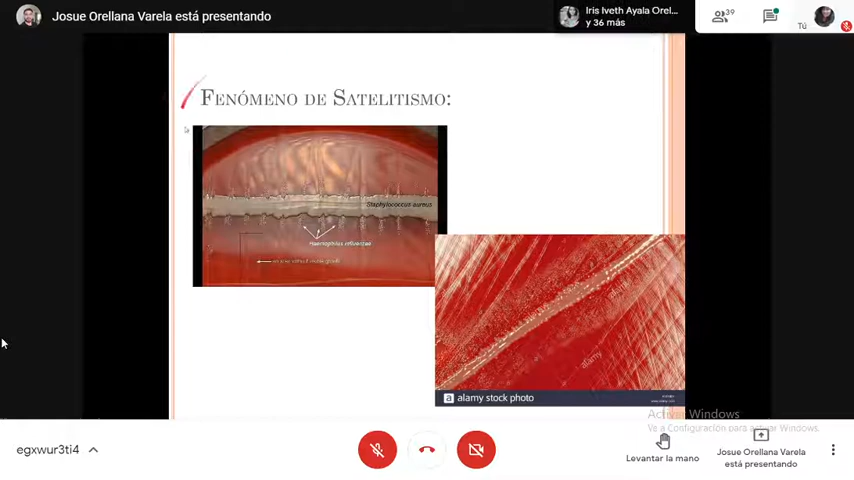 Josue Orellana Varela está presentando
Iris Iveth Ayala Orel...
y 36 más
39
Tú
FENÓMENO DE SATELITISMO:
Staphylococcus aureus
Haemophilus influenzae
alamy
a alamy stock photo
Activar Windows
Ve a Configuración para activar Windows.
egxwur3ti4
Levantar la mano
Josue Orellana Varela
está presentando